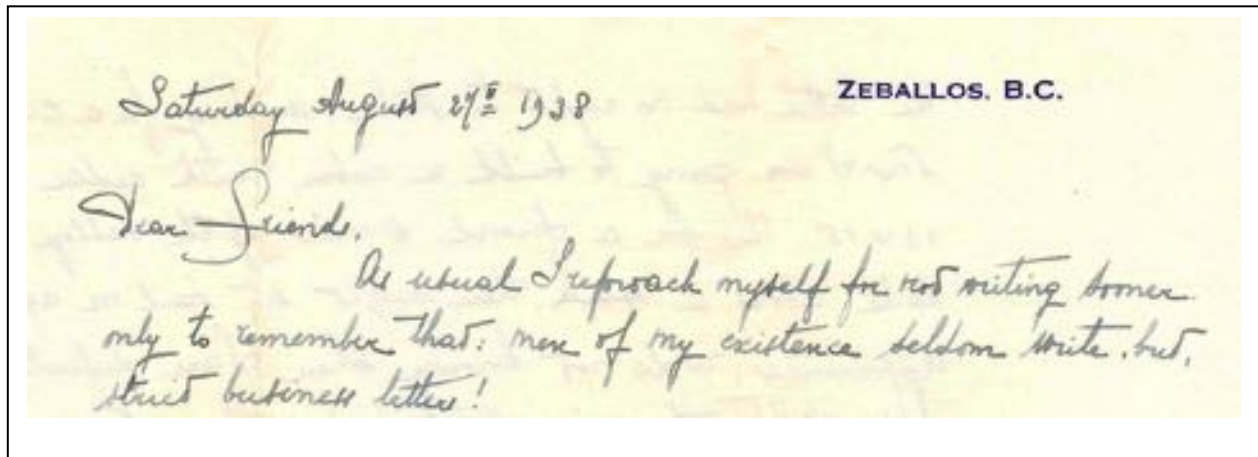 ZEBALLOS, B.C.
Saturday August 27th 1938
Dear Friends,
As usual I reproach myself for not writing sooner
only to remember that: men of my existence seldom write, but,
strict business letters!